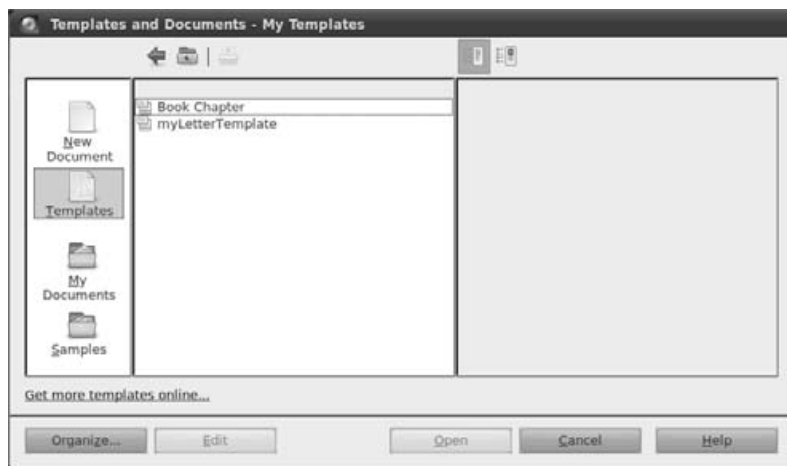 Templates and Documents - My Templates
New
Document
Templates
My
Documents
Samples
Book Chapter
myLetterTemplate
Get more templates online...
Organize...
Edit
Open
Cancel
Help